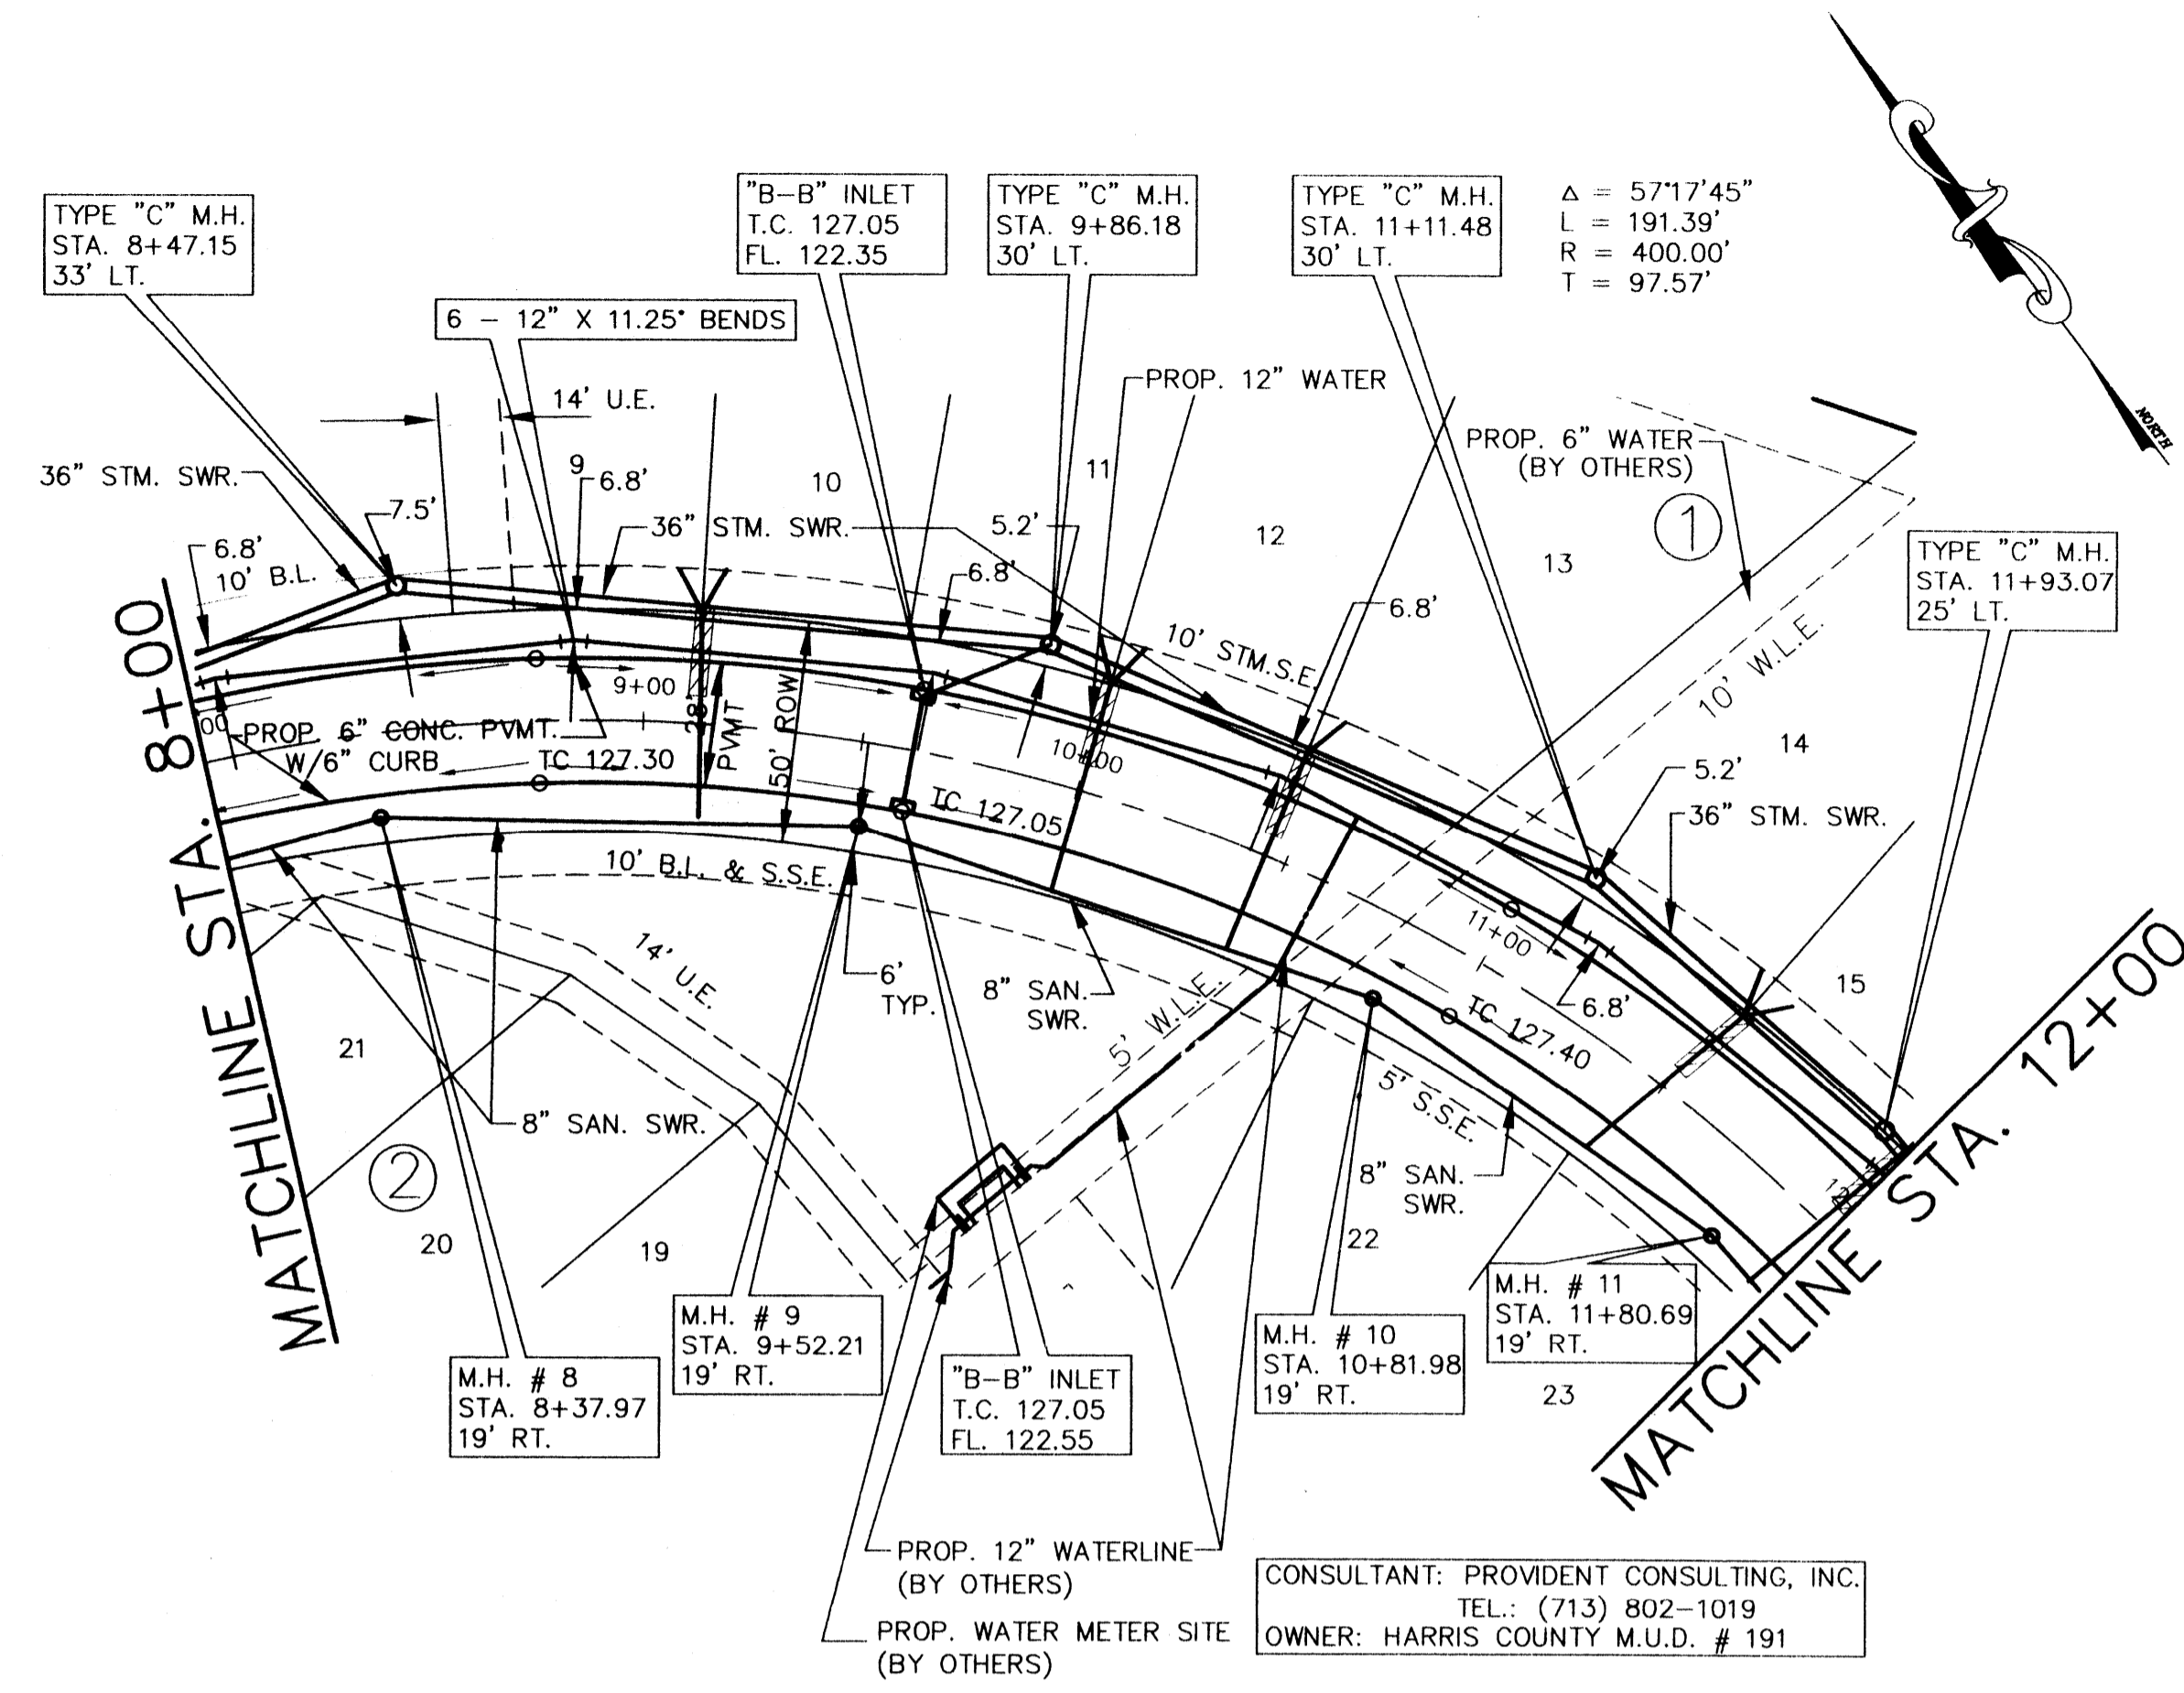 TYPE "C" M.H.
STA. 8+47.15
33' LT.
"B-B" INLET
T.C. 127.05
FL. 122.35
TYPE "C" M.H.
STA. 9+86.18
30' LT.
TYPE "C" M.H.
STA. 11+11.48
30' LT.
Δ = 57°17'45"
L = 191.39'
R = 400.00'
T = 97.57'
NORTH
6 - 12" X 11.25° BENDS
14' U.E.
PROP. 12" WATER
PROP. 6" WATER
(BY OTHERS)
1
36" STM. SWR.
7.5'
9
6.8'
10
36" STM. SWR.
5.2'
11
12
13
TYPE "C" M.H.
STA. 11+93.07
25' LT.
6.8'
10' B.L.
6.8'
6.8'
10' STM.S.E.
10' W.L.E.
14
MATCHLINE STA. 8+00
00
9+00
PROP. 6" CONC. PVMT.
W/6" CURB
TC 127.30
28'
PVMT
50' ROW
10+00
TC 127.05
5.2'
36" STM. SWR.
10' B.L. & S.S.E.
14' U.E.
6'
TYP.
8" SAN.
SWR.
5' W.L.E.
11+00
6.8'
TC 127.40
15
21
8" SAN. SWR.
2
20
19
5' S.S.E.
8" SAN.
SWR.
22
12
MATCHLINE STA. 12+00
M.H. # 8
STA. 8+37.97
19' RT.
M.H. # 9
STA. 9+52.21
19' RT.
"B-B" INLET
T.C. 127.05
FL. 122.55
M.H. # 10
STA. 10+81.98
19' RT.
M.H. # 11
STA. 11+80.69
19' RT.
23
PROP. 12" WATERLINE
(BY OTHERS)
PROP. WATER METER SITE
(BY OTHERS)
CONSULTANT: PROVIDENT CONSULTING, INC.
TEL.: (713) 802-1019
OWNER: HARRIS COUNTY M.U.D. # 191